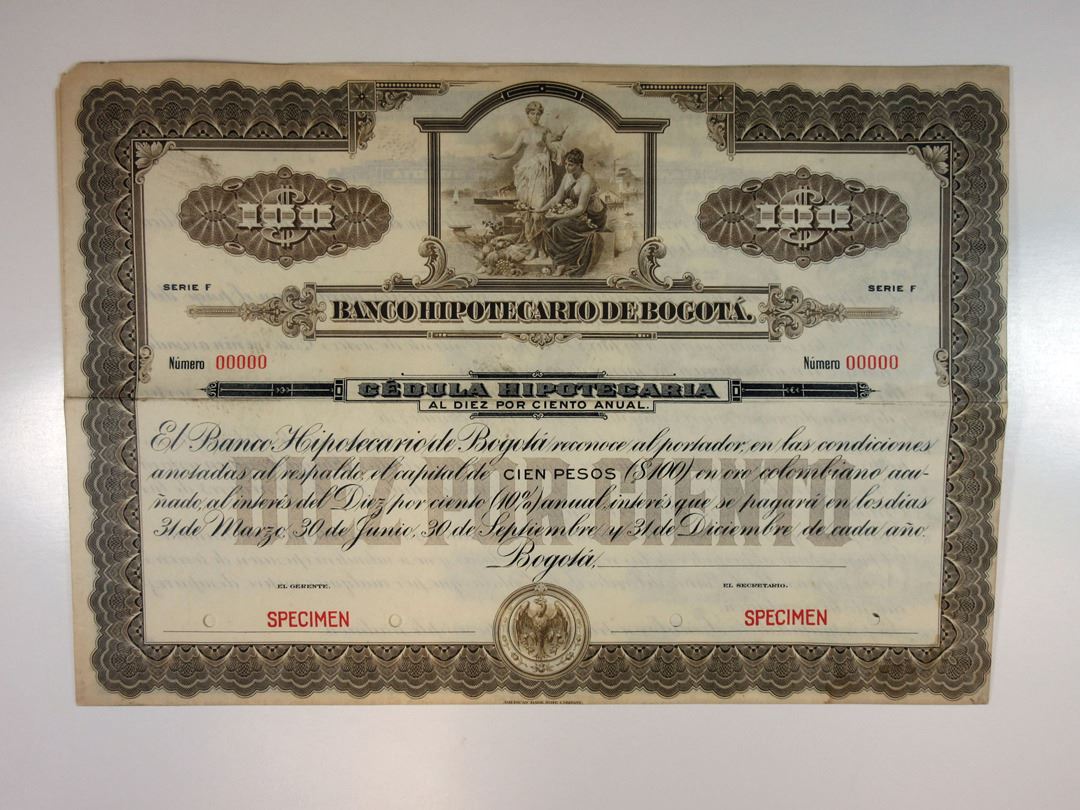 $100 $100
SERIE F SERIE F
BANCO HIPOTECARIO DE BOGOTÁ.
Número 00000 Número 00000
CÉDULA HIPOTECARIA
AL DIEZ POR CIENTO ANUAL.
El Banco Hipotecario de Bogotá reconoce al portador, en las condiciones
anotadas al respaldo, el capital de CIEN PESOS ($100) en oro colombiano acu-
ñado, al interés del Diez por ciento (10%) anual, interés que se pagará en los días
31 de Marzo, 30 de Junio, 30 de Septiembre y 31 de Diciembre de cada año.
DIEZ POR CIENTO
Bogotá,
EL GERENTE. EL SECRETARIO.
SPECIMEN SPECIMEN
AMERICAN BANK NOTE COMPANY.